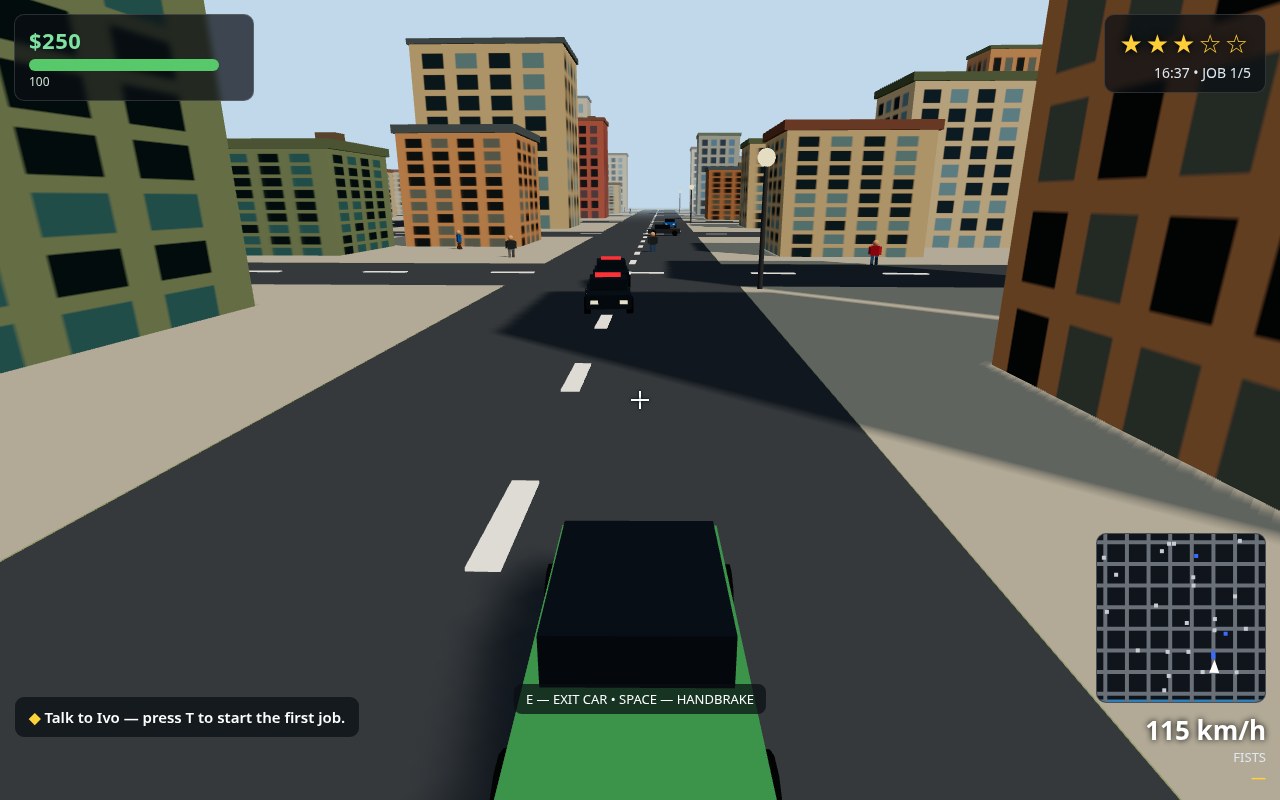 $250
100
★★★☆☆
16:37 • JOB 1/5
E — EXIT CAR • SPACE — HANDBRAKE
◆ Talk to Ivo — press T to start the first job.
115 km/h
FISTS
—